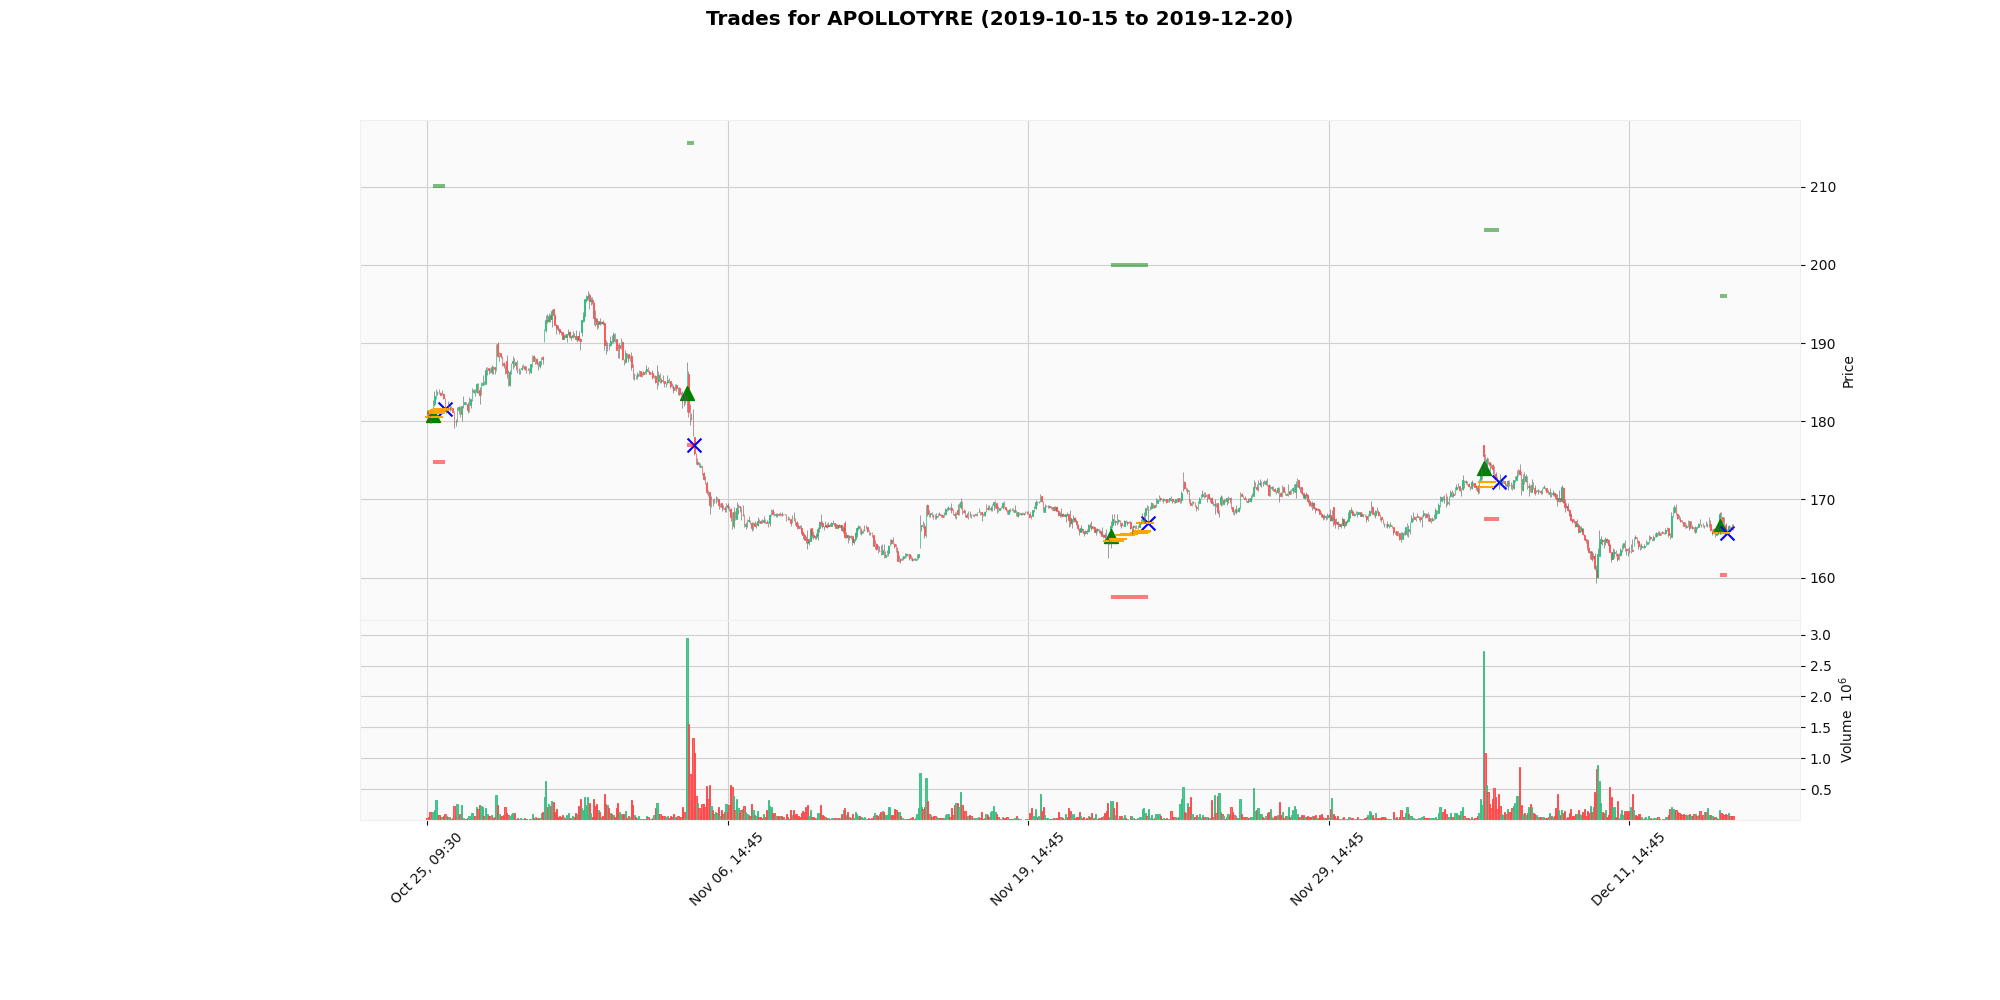 Trades for APOLLOTYRE (2019-10-15 to 2019-12-20)
210
200
190
180
170
160
Price
3.0
2.5
2.0
1.5
1.0
0.5
Volume 10^6
Oct 25, 09:30
Nov 06, 14:45
Nov 19, 14:45
Nov 29, 14:45
Dec 11, 14:45